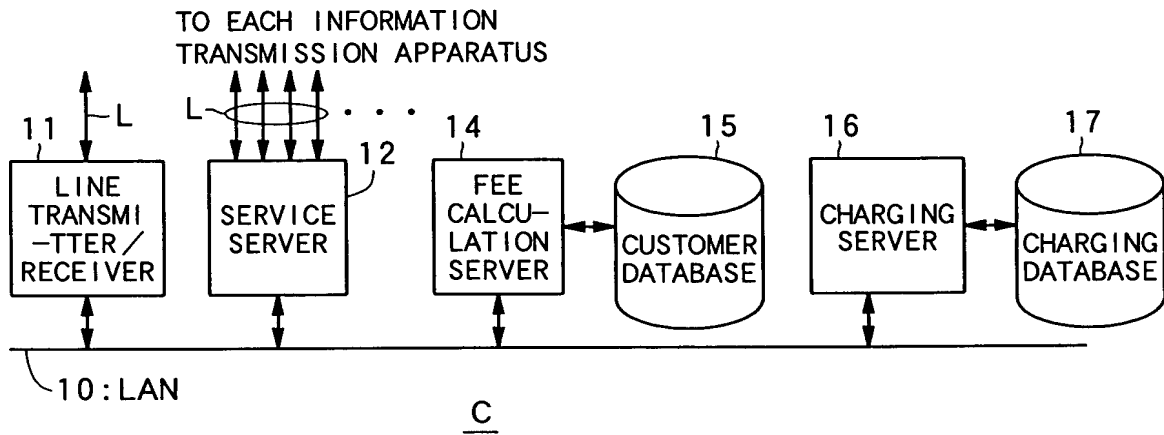 TO EACH INFORMATION
TRANSMISSION APPARATUS
L
L
. . .
11
12
14
15
16
17
LINE
TRANSMI
-TTER/
RECEIVER
SERVICE
SERVER
FEE
CALCU-
LATION
SERVER
CUSTOMER
DATABASE
CHARGING
SERVER
CHARGING
DATABASE
10:LAN
C